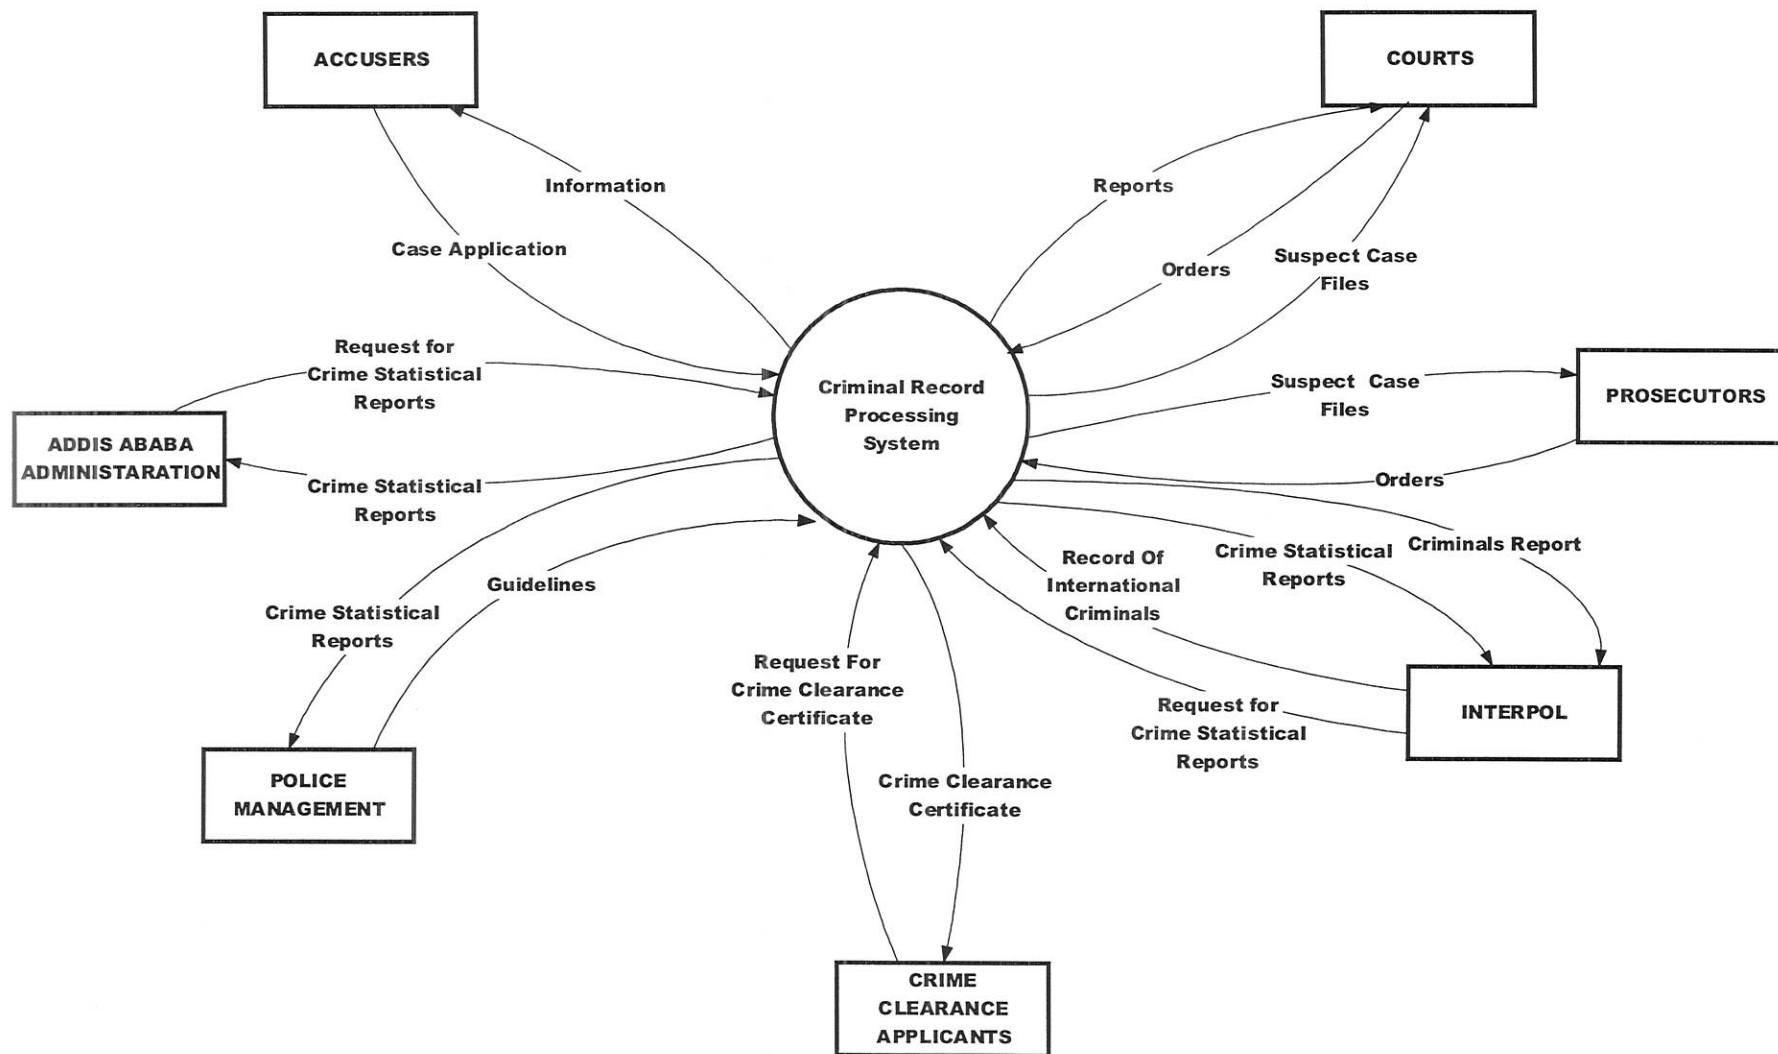 ACCUSERS
COURTS
Information
Reports
Case Application
Orders
Suspect Case
Files
Request for
Crime Statistical
Reports
Criminal Record
Processing
System
Suspect Case
Files
PROSECUTORS
ADDIS ABABA
ADMINISTARATION
Crime Statistical
Reports
Orders
Guidelines
Record Of
International
Criminals
Crime Statistical
Reports
Criminals Report
Crime Statistical
Reports
Request For
Crime Clearance
Certificate
Request for
Crime Statistical
Reports
INTERPOL
POLICE
MANAGEMENT
Crime Clearance
Certificate
CRIME
CLEARANCE
APPLICANTS